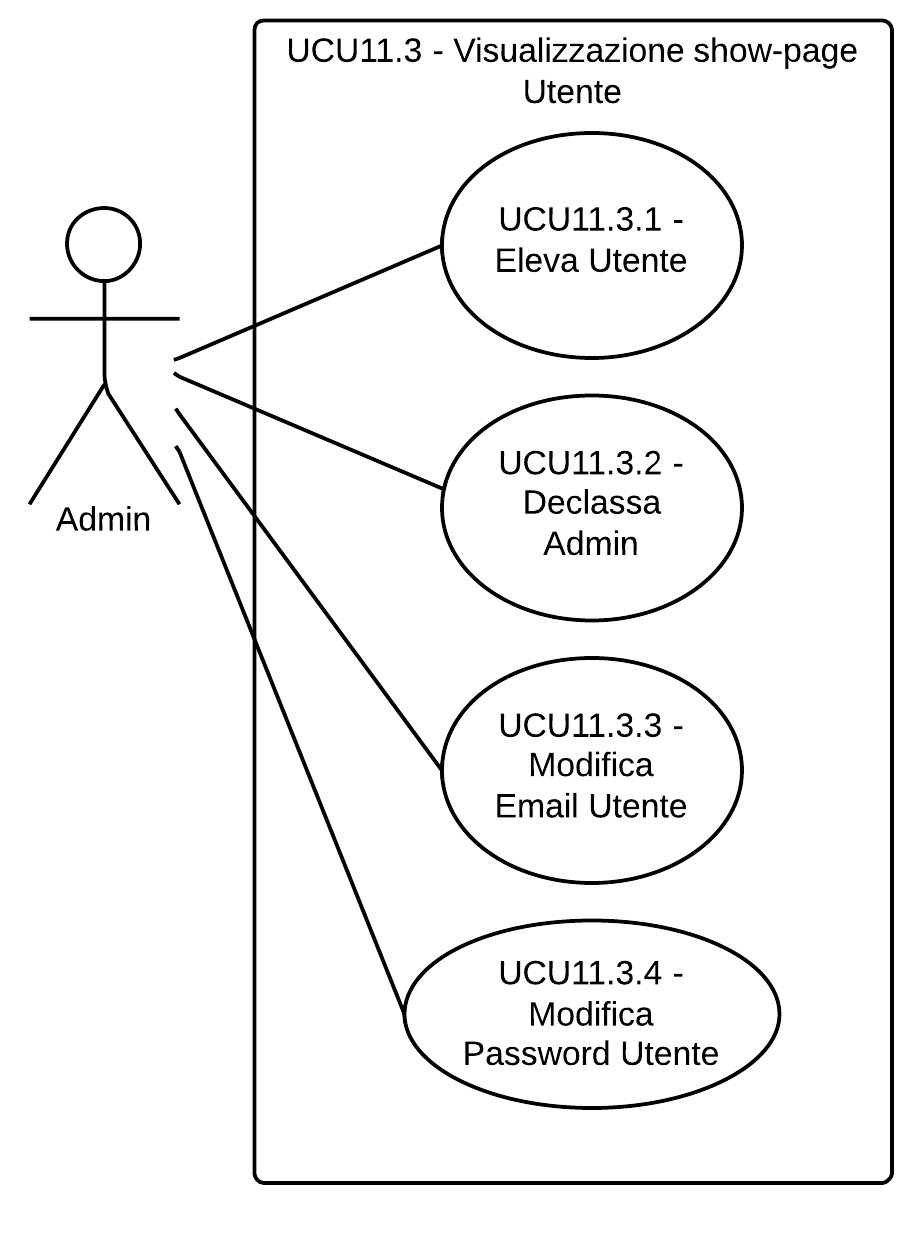 UCU11.3 - Visualizzazione show-page
Utente
UCU11.3.1 -
Eleva Utente
UCU11.3.2 -
Declassa
Admin
Admin
UCU11.3.3 -
Modifica
Email Utente
UCU11.3.4 -
Modifica
Password Utente